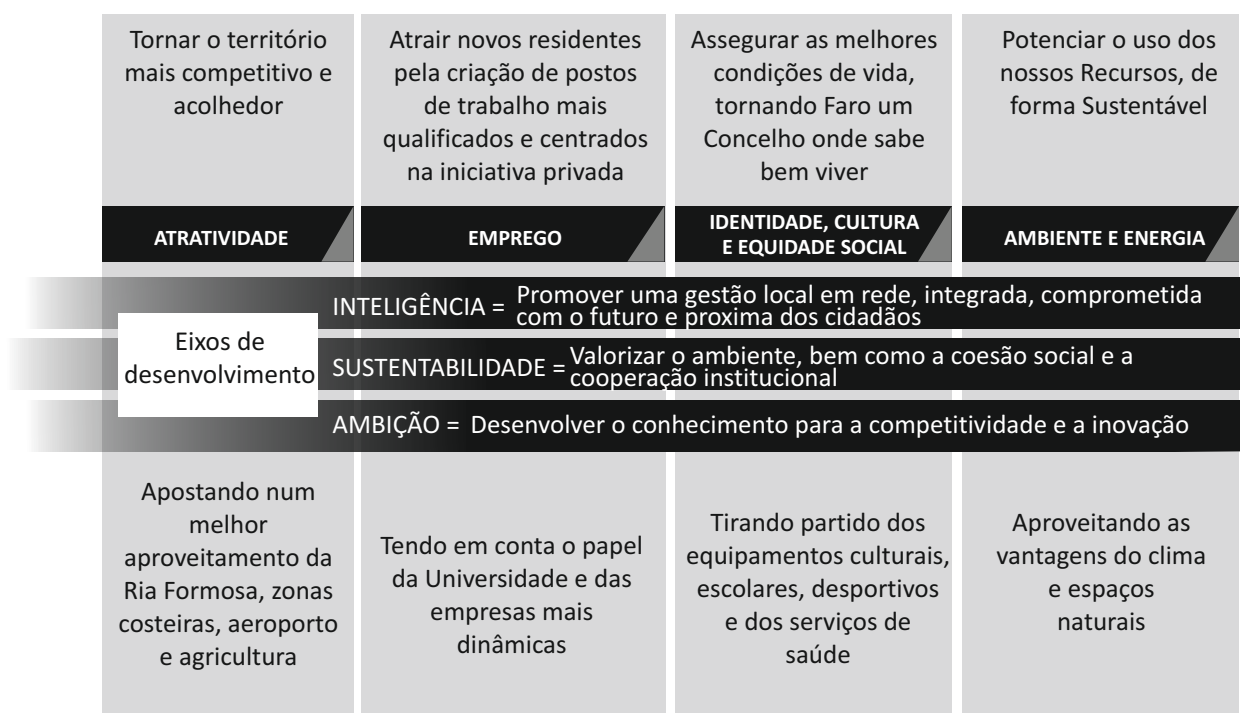 Tornar o território
mais competitivo e
acolhedor
Atrair novos residentes
pela criação de postos
de trabalho mais
qualificados e centrados
na iniciativa privada
Assegurar as melhores
condições de vida,
tornando Faro um
Concelho onde sabe
bem viver
Potenciar o uso dos
nossos Recursos, de
forma Sustentável
ATRATIVIDADE
EMPREGO
IDENTIDADE, CULTURA
E EQUIDADE SOCIAL
AMBIENTE E ENERGIA
Eixos de
desenvolvimento
INTELIGÊNCIA = Promover uma gestão local em rede, integrada, comprometida
com o futuro e proxima dos cidadãos
SUSTENTABILIDADE = Valorizar o ambiente, bem como a coesão social e a
cooperação institucional
AMBIÇÃO = Desenvolver o conhecimento para a competitividade e a inovação
Apostando num
melhor
aproveitamento da
Ria Formosa, zonas
costeiras, aeroporto
e agricultura
Tendo em conta o papel
da Universidade e das
empresas mais
dinâmicas
Tirando partido dos
equipamentos culturais,
escolares, desportivos
e dos serviços de
saúde
Aproveitando as
vantagens do clima
e espaços
naturais